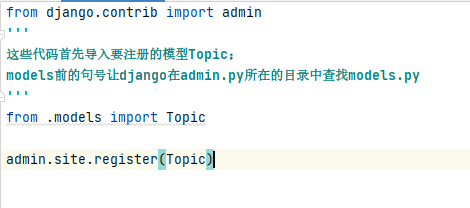 from django.contrib import admin
'''
这些代码首先导入要注册的模型Topic；
models前的句号让django在admin.py所在的目录中查找models.py
'''
from .models import Topic
admin.site.register(Topic)